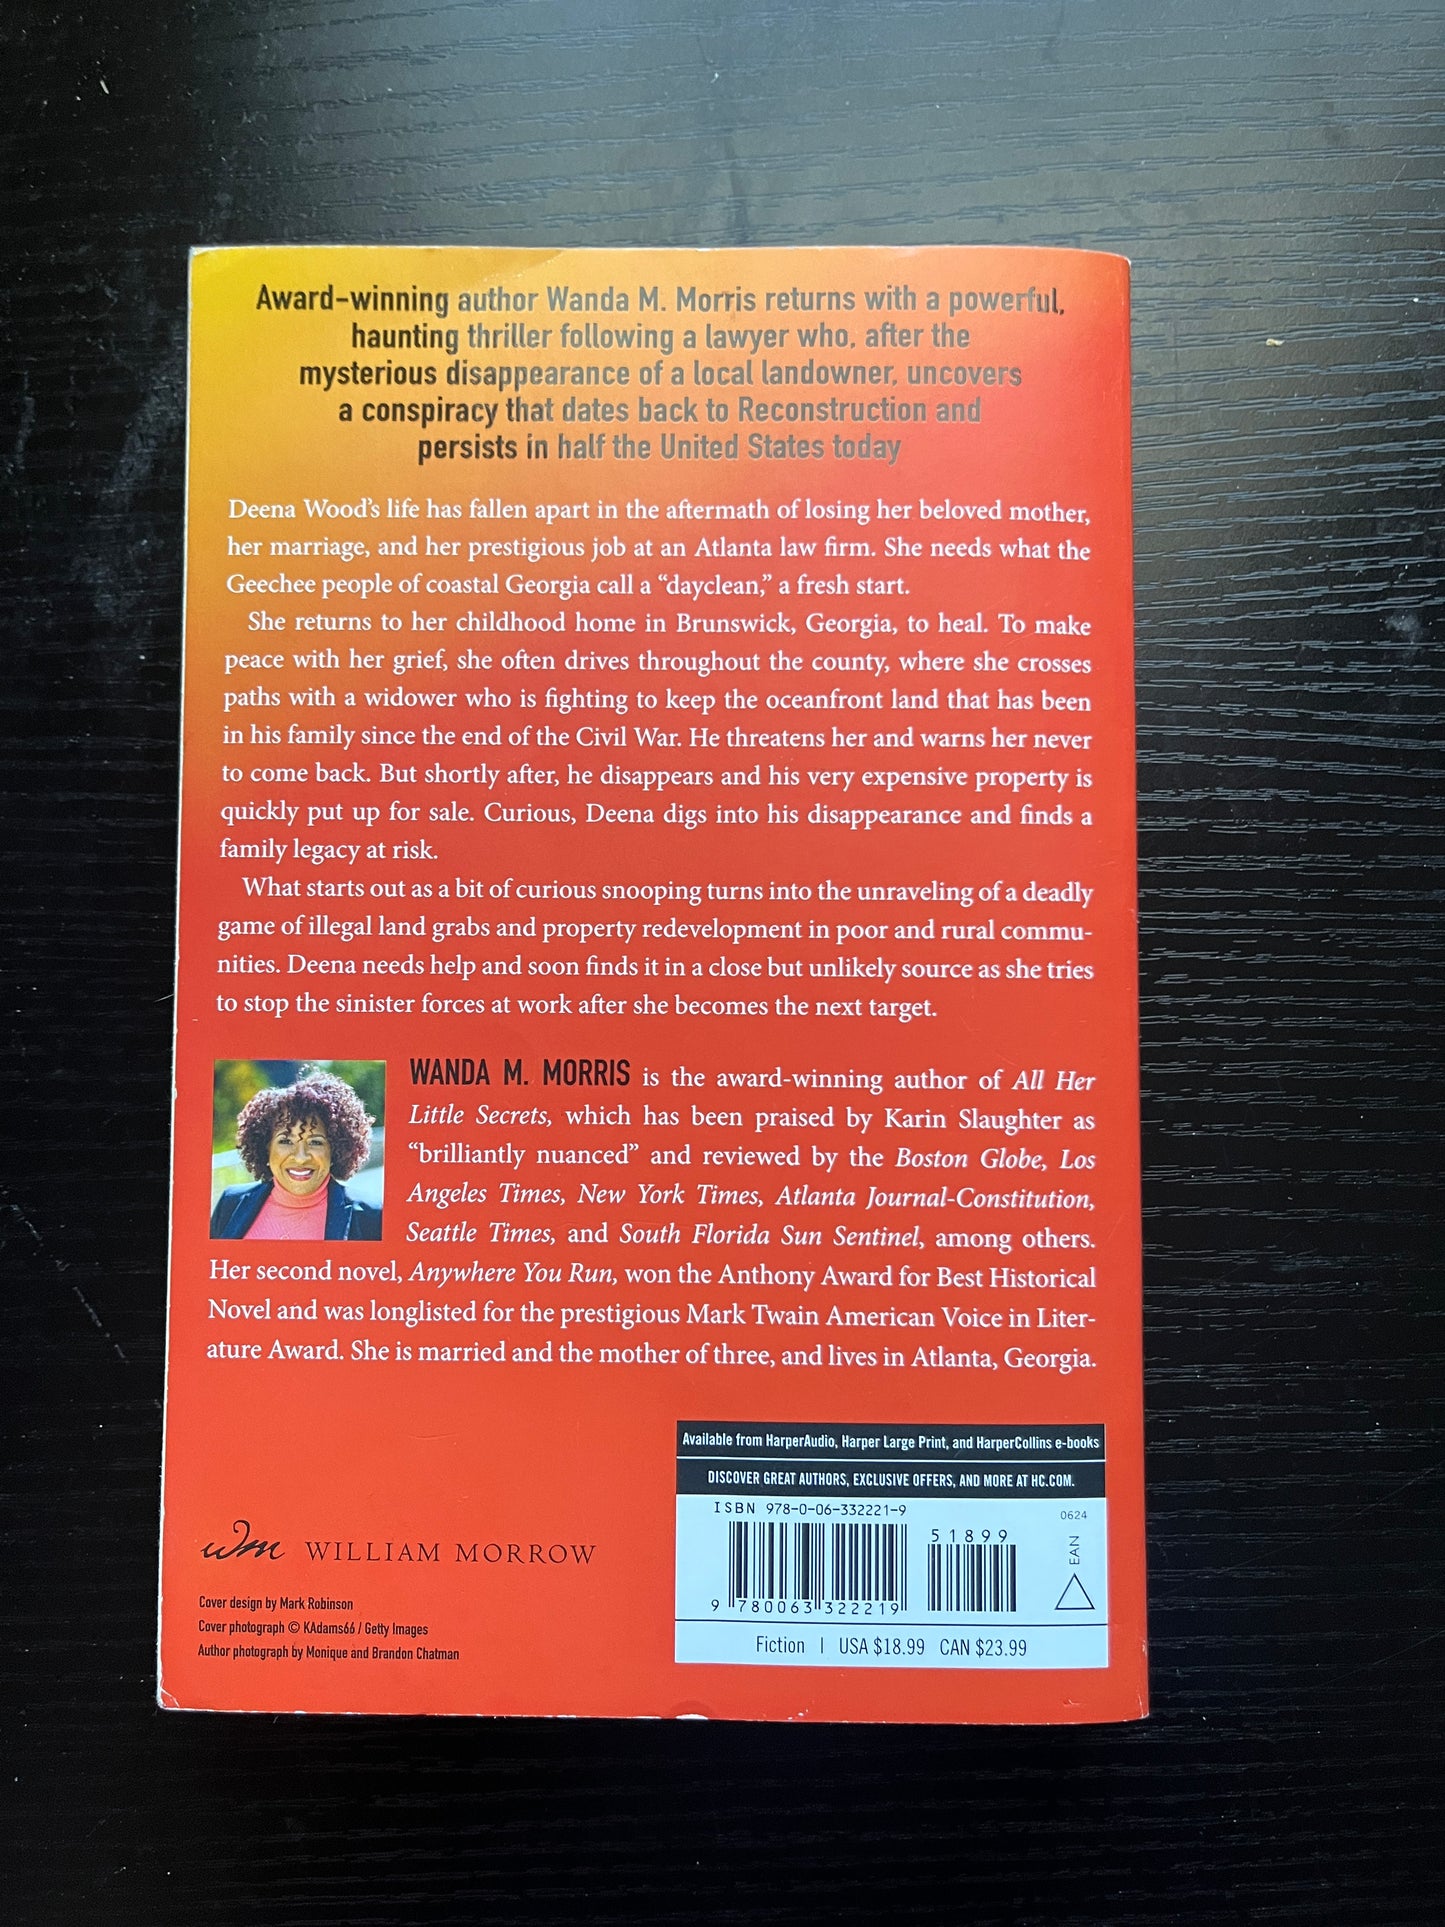 Award-winning author Wanda M. Morris returns with a powerful,
haunting thriller following a lawyer who, after the
mysterious disappearance of a local landowner, uncovers
a conspiracy that dates back to Reconstruction and
persists in half the United States today
Deena Wood's life has fallen apart in the aftermath of losing her beloved mother,
her marriage, and her prestigious job at an Atlanta law firm. She needs what the
Geechee people of coastal Georgia call a “dayclean,” a fresh start.
She returns to her childhood home in Brunswick, Georgia, to heal. To make
peace with her grief, she often drives throughout the county, where she crosses
paths with a widower who is fighting to keep the oceanfront land that has been
in his family since the end of the Civil War. He threatens her and warns her never
to come back. But shortly after, he disappears and his very expensive property is
quickly put up for sale. Curious, Deena digs into his disappearance and finds a
family legacy at risk.
What starts out as a bit of curious snooping turns into the unraveling of a deadly
game of illegal land grabs and property redevelopment in poor and rural commu-
nities. Deena needs help and soon finds it in a close but unlikely source as she tries
to stop the sinister forces at work after she becomes the next target.
WANDA M. MORRIS is the award-winning author of All Her
Little Secrets, which has been praised by Karin Slaughter as
“brilliantly nuanced” and reviewed by the Boston Globe, Los
Angeles Times, New York Times, Atlanta Journal-Constitution,
Seattle Times, and South Florida Sun Sentinel, among others.
Her second novel, Anywhere You Run, won the Anthony Award for Best Historical
Novel and was longlisted for the prestigious Mark Twain American Voice in Liter-
ature Award. She is married and the mother of three, and lives in Atlanta, Georgia.
Available from HarperAudio, Harper Large Print, and HarperCollins e-books
DISCOVER GREAT AUTHORS, EXCLUSIVE OFFERS, AND MORE AT HC.COM.
ISBN 978-0-06-332221-9
0624
51899
EAN
9 780063 322219
Fiction | USA $18.99 CAN $23.99
wm WILLIAM MORROW
Cover design by Mark Robinson
Cover photograph © KAdams66 / Getty Images
Author photograph by Monique and Brandon Chatman